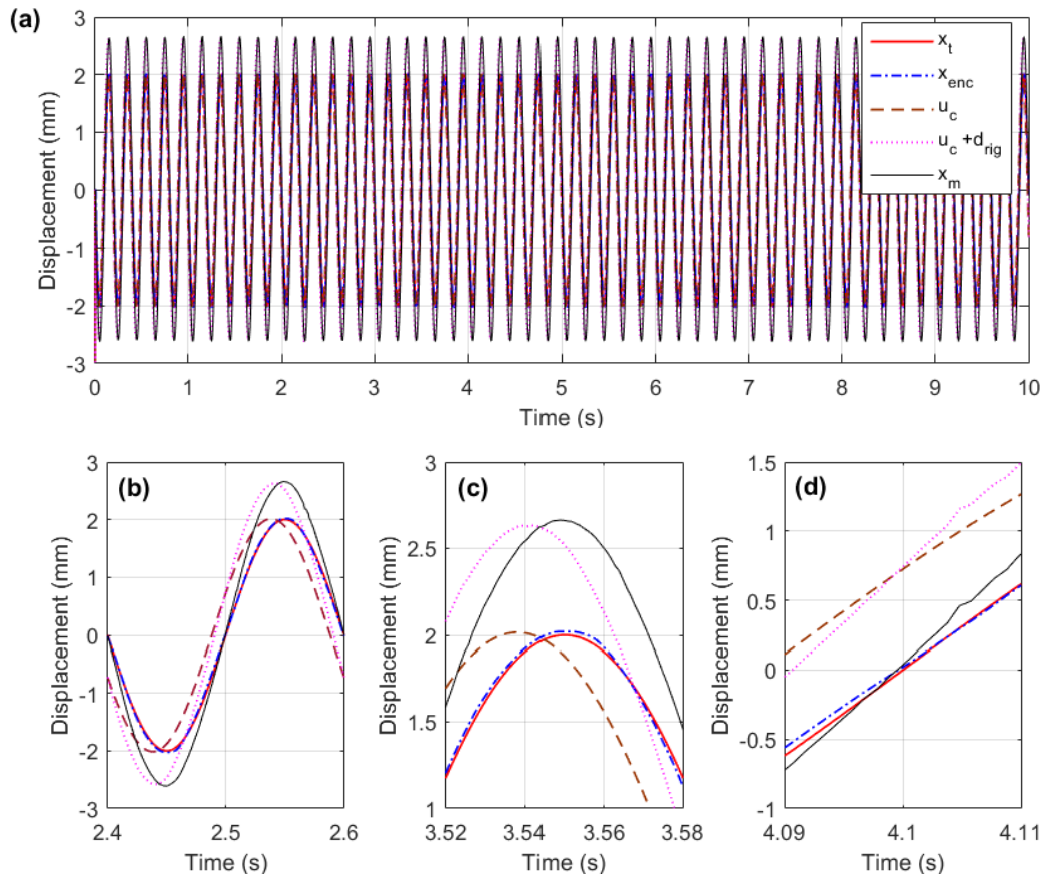 (a)
Displacement (mm)
3
2
1
0
-1
-2
-3
x_t
x_enc
u_c
u_c +d_rig
x_m
0 1 2 3 4 5 6 7 8 9 10
Time (s)
(b)
Displacement (mm)
3
2
1
0
-1
-2
-3
2.4 2.5 2.6
Time (s)
(c)
Displacement (mm)
3
2.5
2
1.5
1
3.52 3.54 3.56 3.58
Time (s)
(d)
Displacement (mm)
1.5
1
0.5
0
-0.5
-1
4.09 4.1 4.11
Time (s)